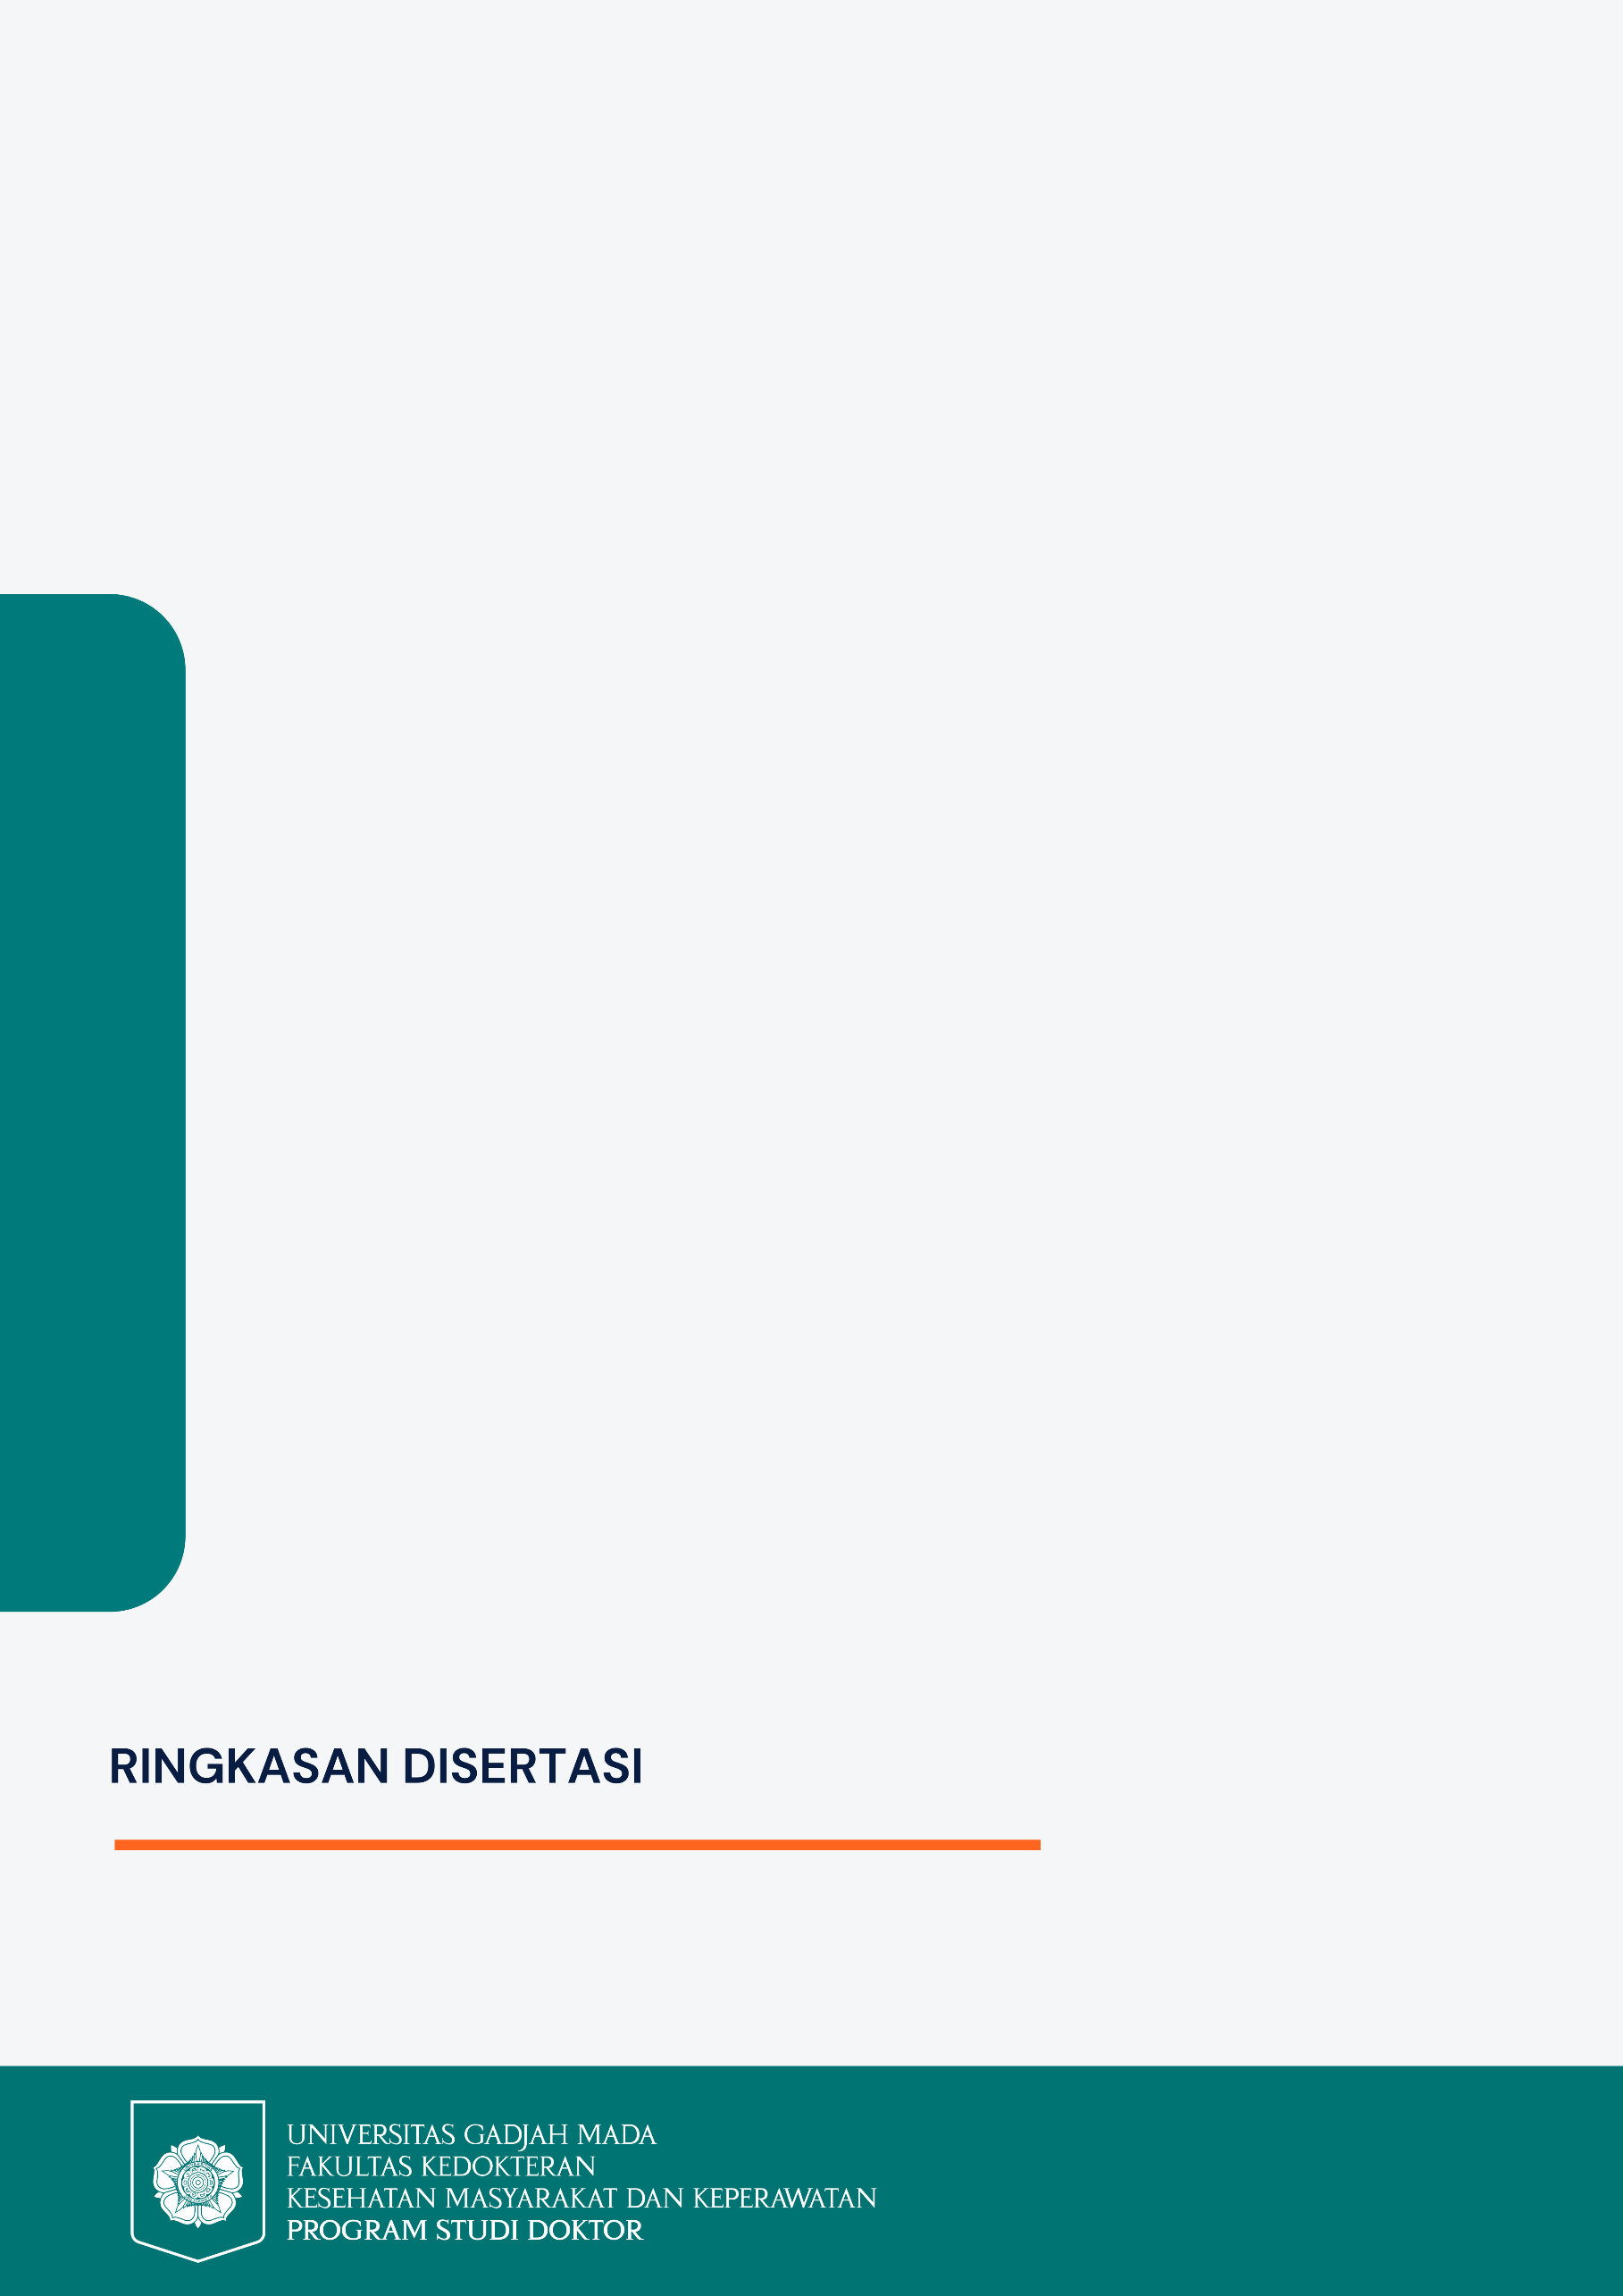 RINGKASAN DISERTASI
UNIVERSITAS GADJAH MADA
FAKULTAS KEDOKTERAN
KESEHATAN MASYARAKAT DAN KEPERAWATAN
PROGRAM STUDI DOKTOR